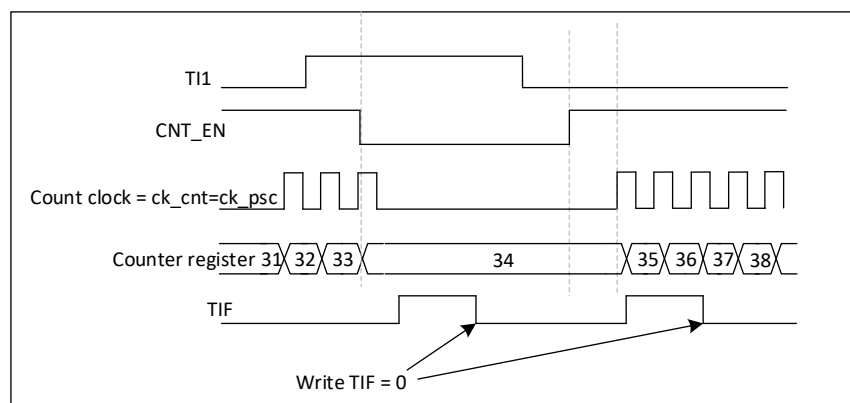 TI1
CNT_EN
Count clock = ck_cnt=ck_psc
Counter register 31 32 33 34 35 36 37 38
TIF
Write TIF = 0